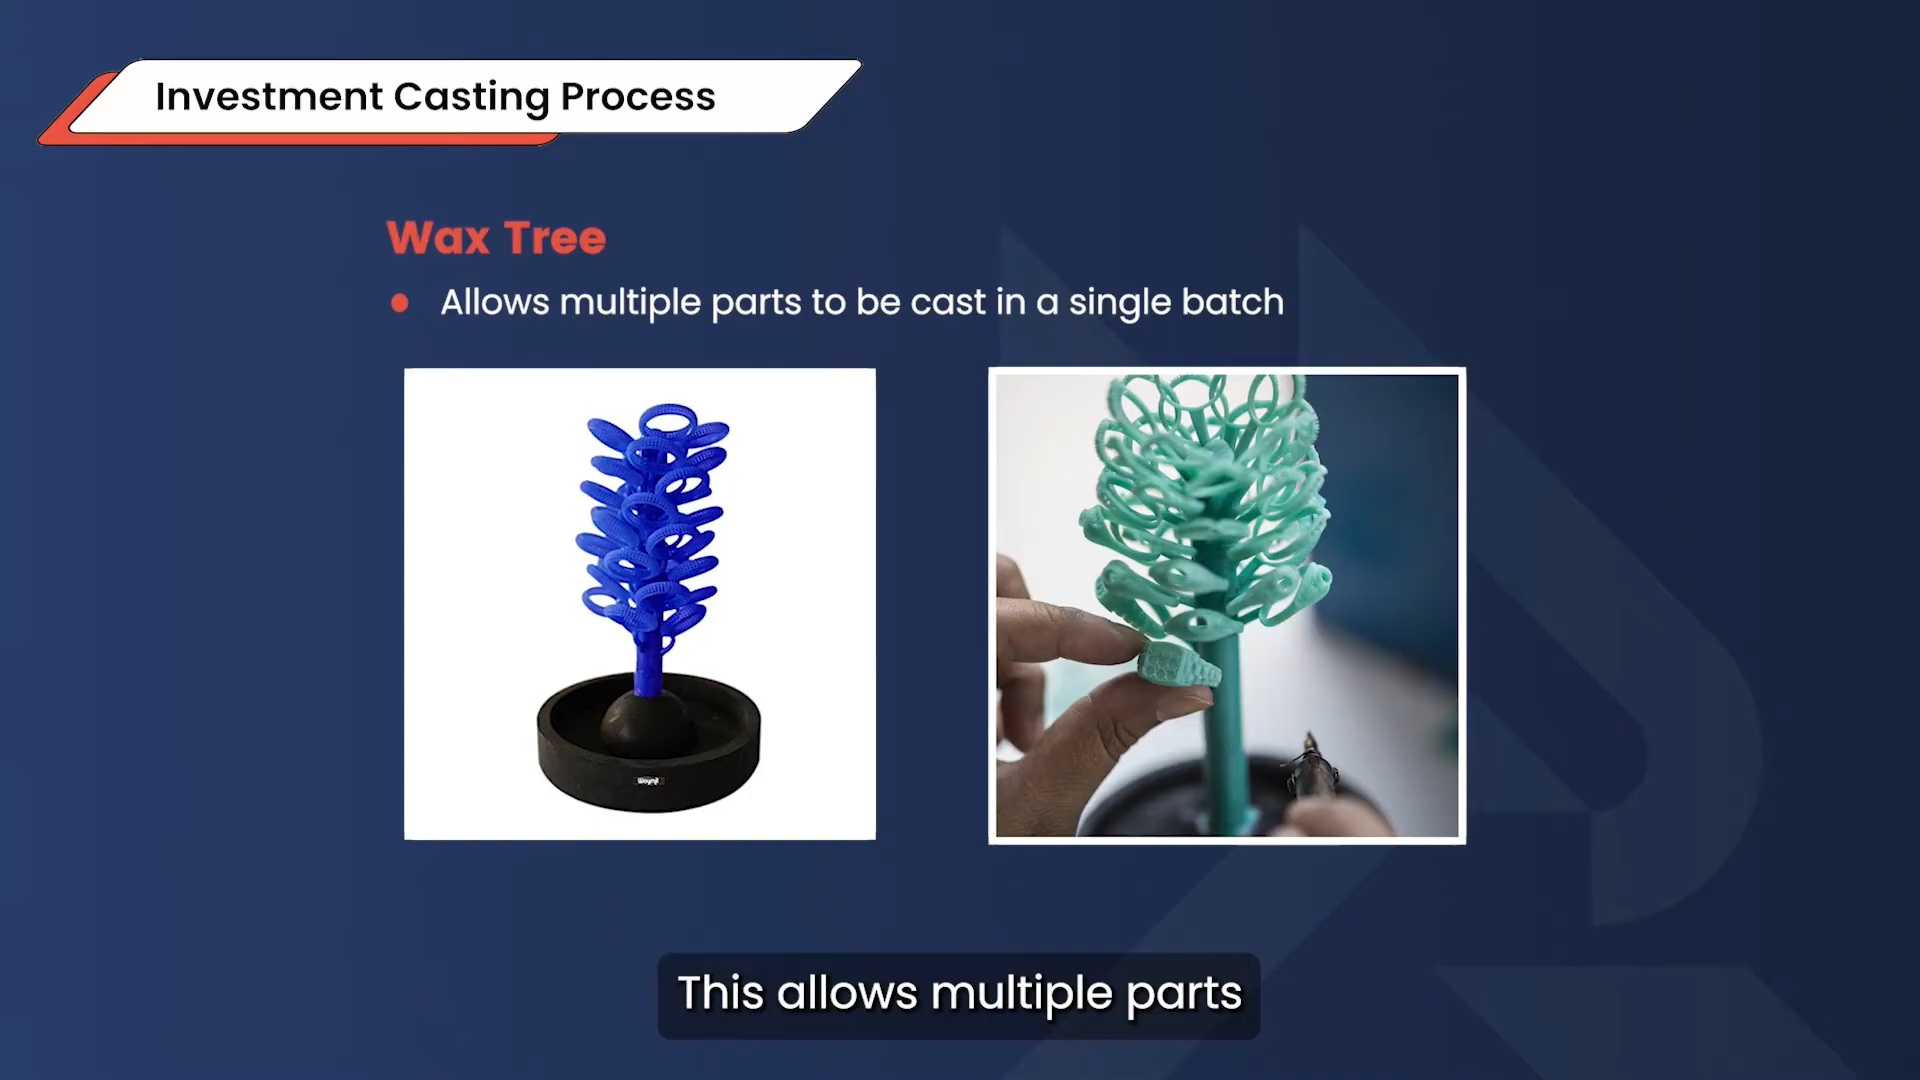 Investment Casting Process
Wax Tree
Allows multiple parts to be cast in a single batch
This allows multiple parts